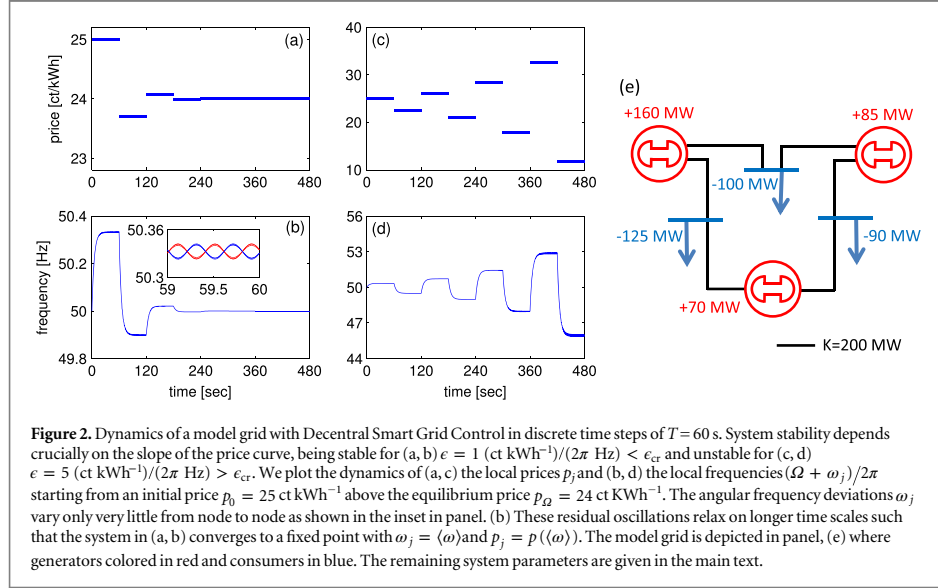 (a)
(c)
25
24
23
price [ct/kWh]
0 120 240 360 480
40
30
20
10
0 120 240 360 480
(b)
(d)
50.4
50.2
50
49.8
frequency [Hz]
50.36
50.3
59 59.5 60
0 120 240 360 480
time [sec]
56
53
50
47
44
0 120 240 360 480
time [sec]
(e)
+160 MW
+85 MW
-100 MW
-125 MW
-90 MW
+70 MW
K=200 MW
Figure 2. Dynamics of a model grid with Decentral Smart Grid Control in discrete time steps of T = 60 s. System stability depends
crucially on the slope of the price curve, being stable for (a, b) ϵ = 1 (ct kWh⁻¹)/(2π Hz) < ϵcr and unstable for (c, d)
ϵ = 5 (ct kWh⁻¹)/(2π Hz) > ϵcr. We plot the dynamics of (a, c) the local prices pj and (b, d) the local frequencies (Ω + ωj)/2π
starting from an initial price p0 = 25 ct kWh⁻¹ above the equilibrium price pΩ = 24 ct KWh⁻¹. The angular frequency deviations ωj
vary only very little from node to node as shown in the inset in panel. (b) These residual oscillations relax on longer time scales such
that the system in (a, b) converges to a fixed point with ωj = ⟨ω⟩and pj = p(⟨ω⟩). The model grid is depicted in panel, (e) where
generators colored in red and consumers in blue. The remaining system parameters are given in the main text.